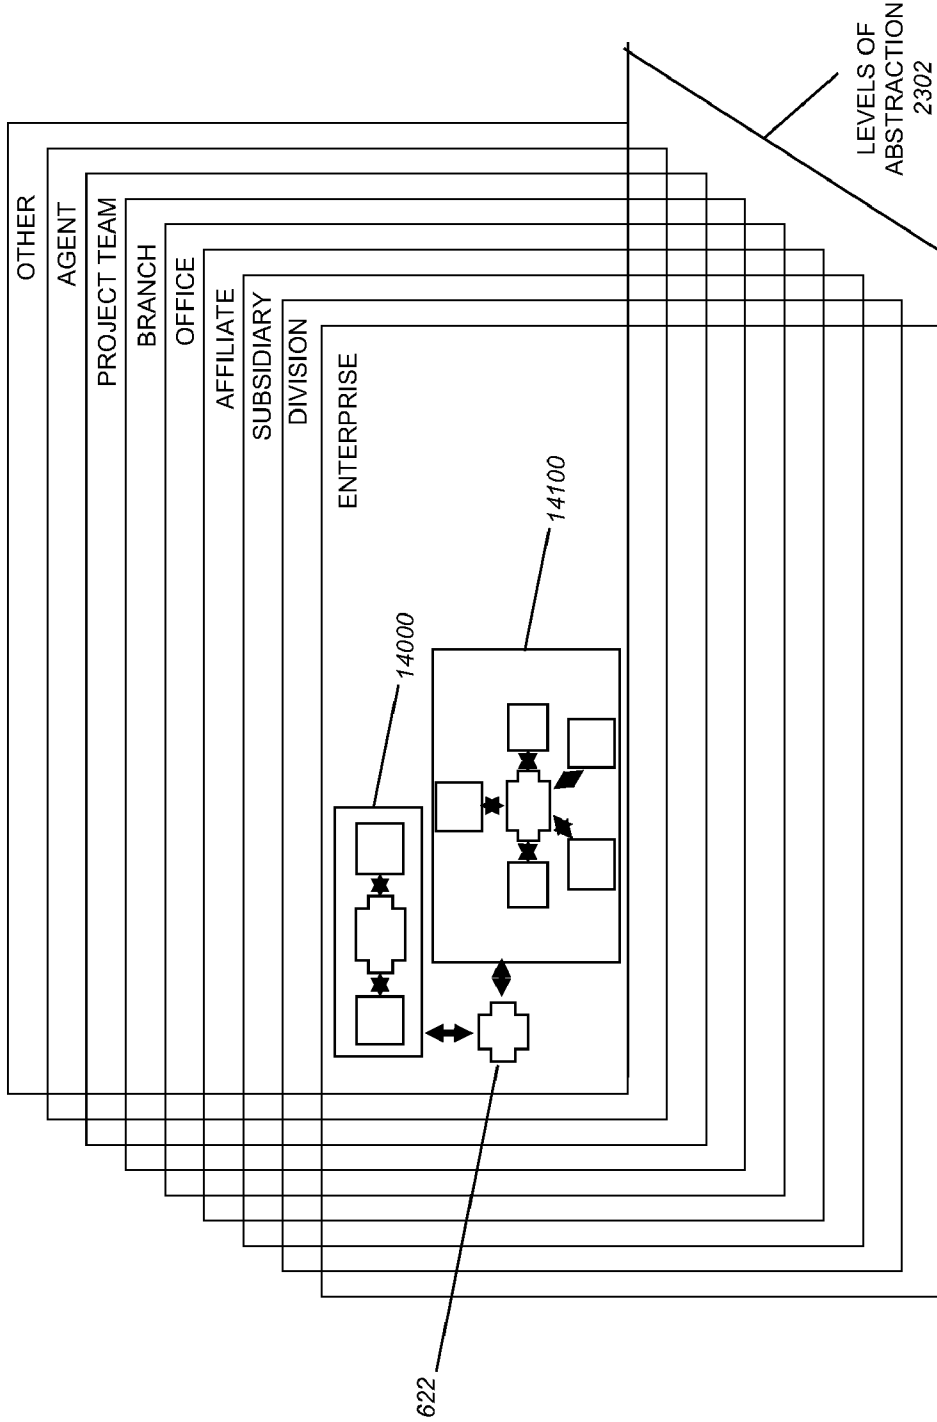 OTHER
AGENT
PROJECT TEAM
BRANCH
OFFICE
AFFILIATE
SUBSIDIARY
DIVISION
ENTERPRISE
14000
14100
622
LEVELS OF
ABSTRACTION
2302